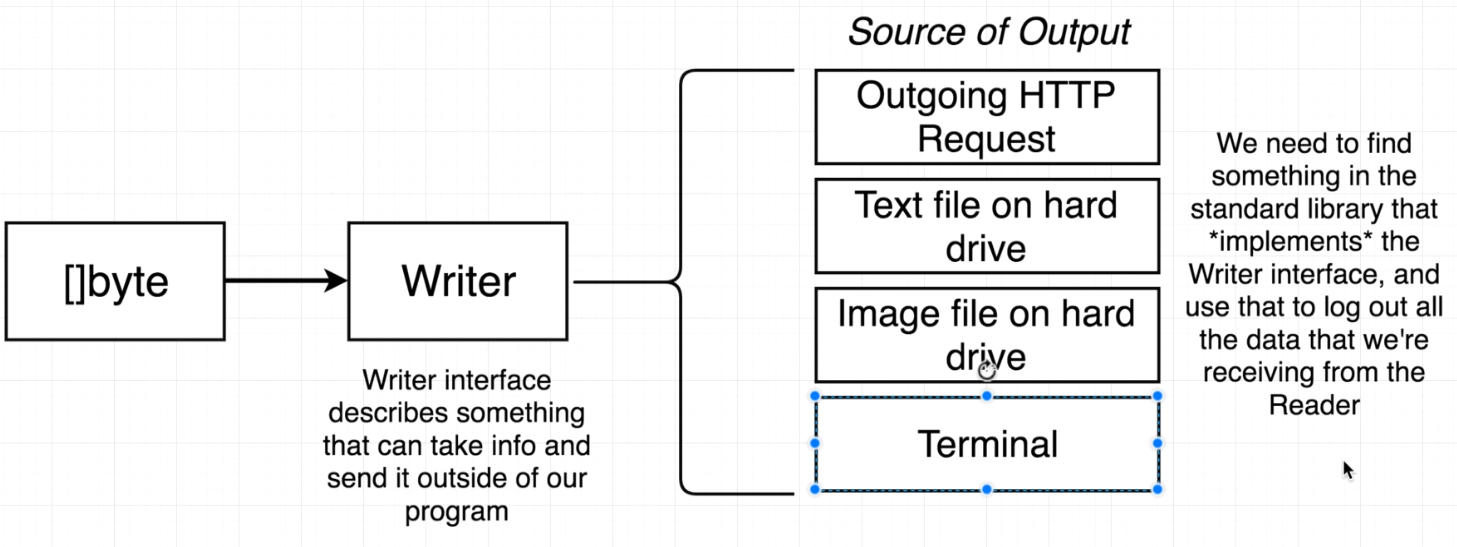 Source of Output
Outgoing HTTP
Request
Text file on hard
drive
Image file on hard
drive
Terminal
[]byte
Writer
Writer interface
describes something
that can take info and
send it outside of our
program
We need to find
something in the
standard library that
*implements* the
Writer interface, and
use that to log out all
the data that we're
receiving from the
Reader